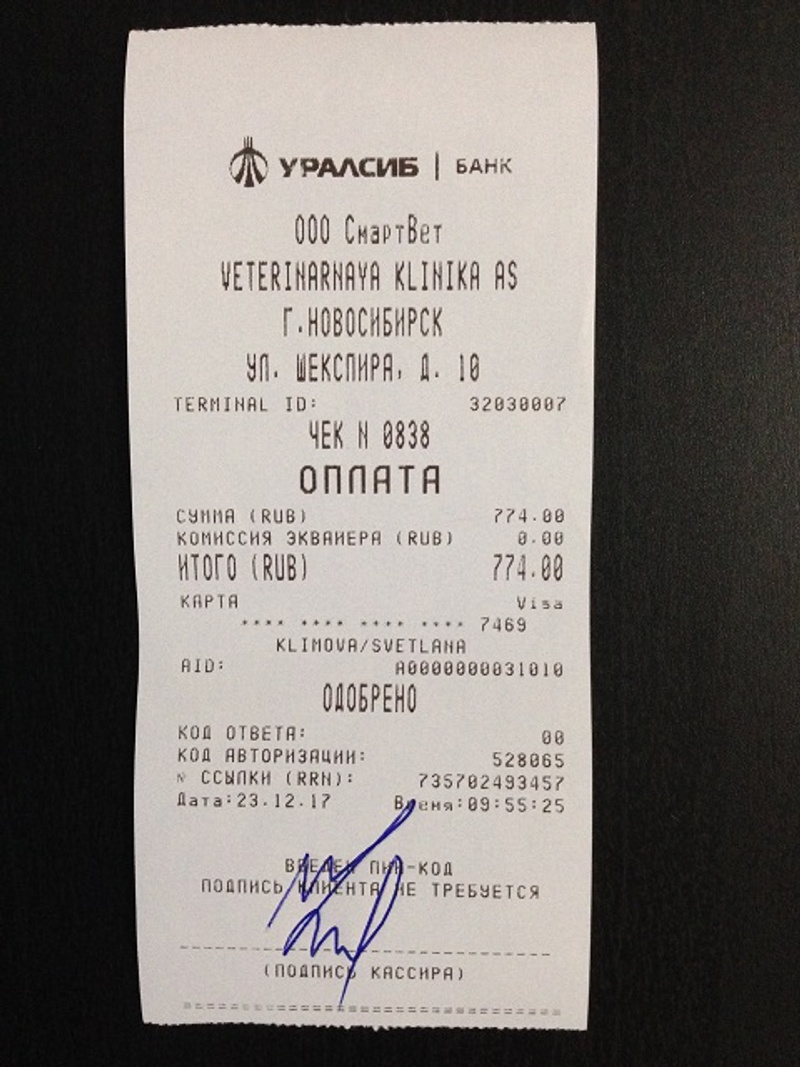 УРАЛСИБ | БАНК
ООО СмартВет
VETERINARNAYA KLINIKA AS
Г.НОВОСИБИРСК
УЛ. ШЕКСПИРА, Д. 10
TERMINAL ID: 32030007
ЧЕК N 0838
ОПЛАТА
СУММА (RUB) 774.00
КОМИССИЯ ЭКВАЙЕРА (RUB) 0.00
ИТОГО (RUB) 774.00
КАРТА Visa
**** **** **** **** 7469
KLIMOVA/SVETLANA
AID: A0000000031010
ОДОБРЕНО
КОД ОТВЕТА: 00
КОД АВТОРИЗАЦИИ: 528065
№ ССЫЛКИ (RRN): 735702493457
Дата:23.12.17 Время:09:55:25
ВВЕДЕН ПИН-КОД
ПОДПИСЬ КЛИЕНТА НЕ ТРЕБУЕТСЯ
(ПОДПИСЬ КАССИРА)